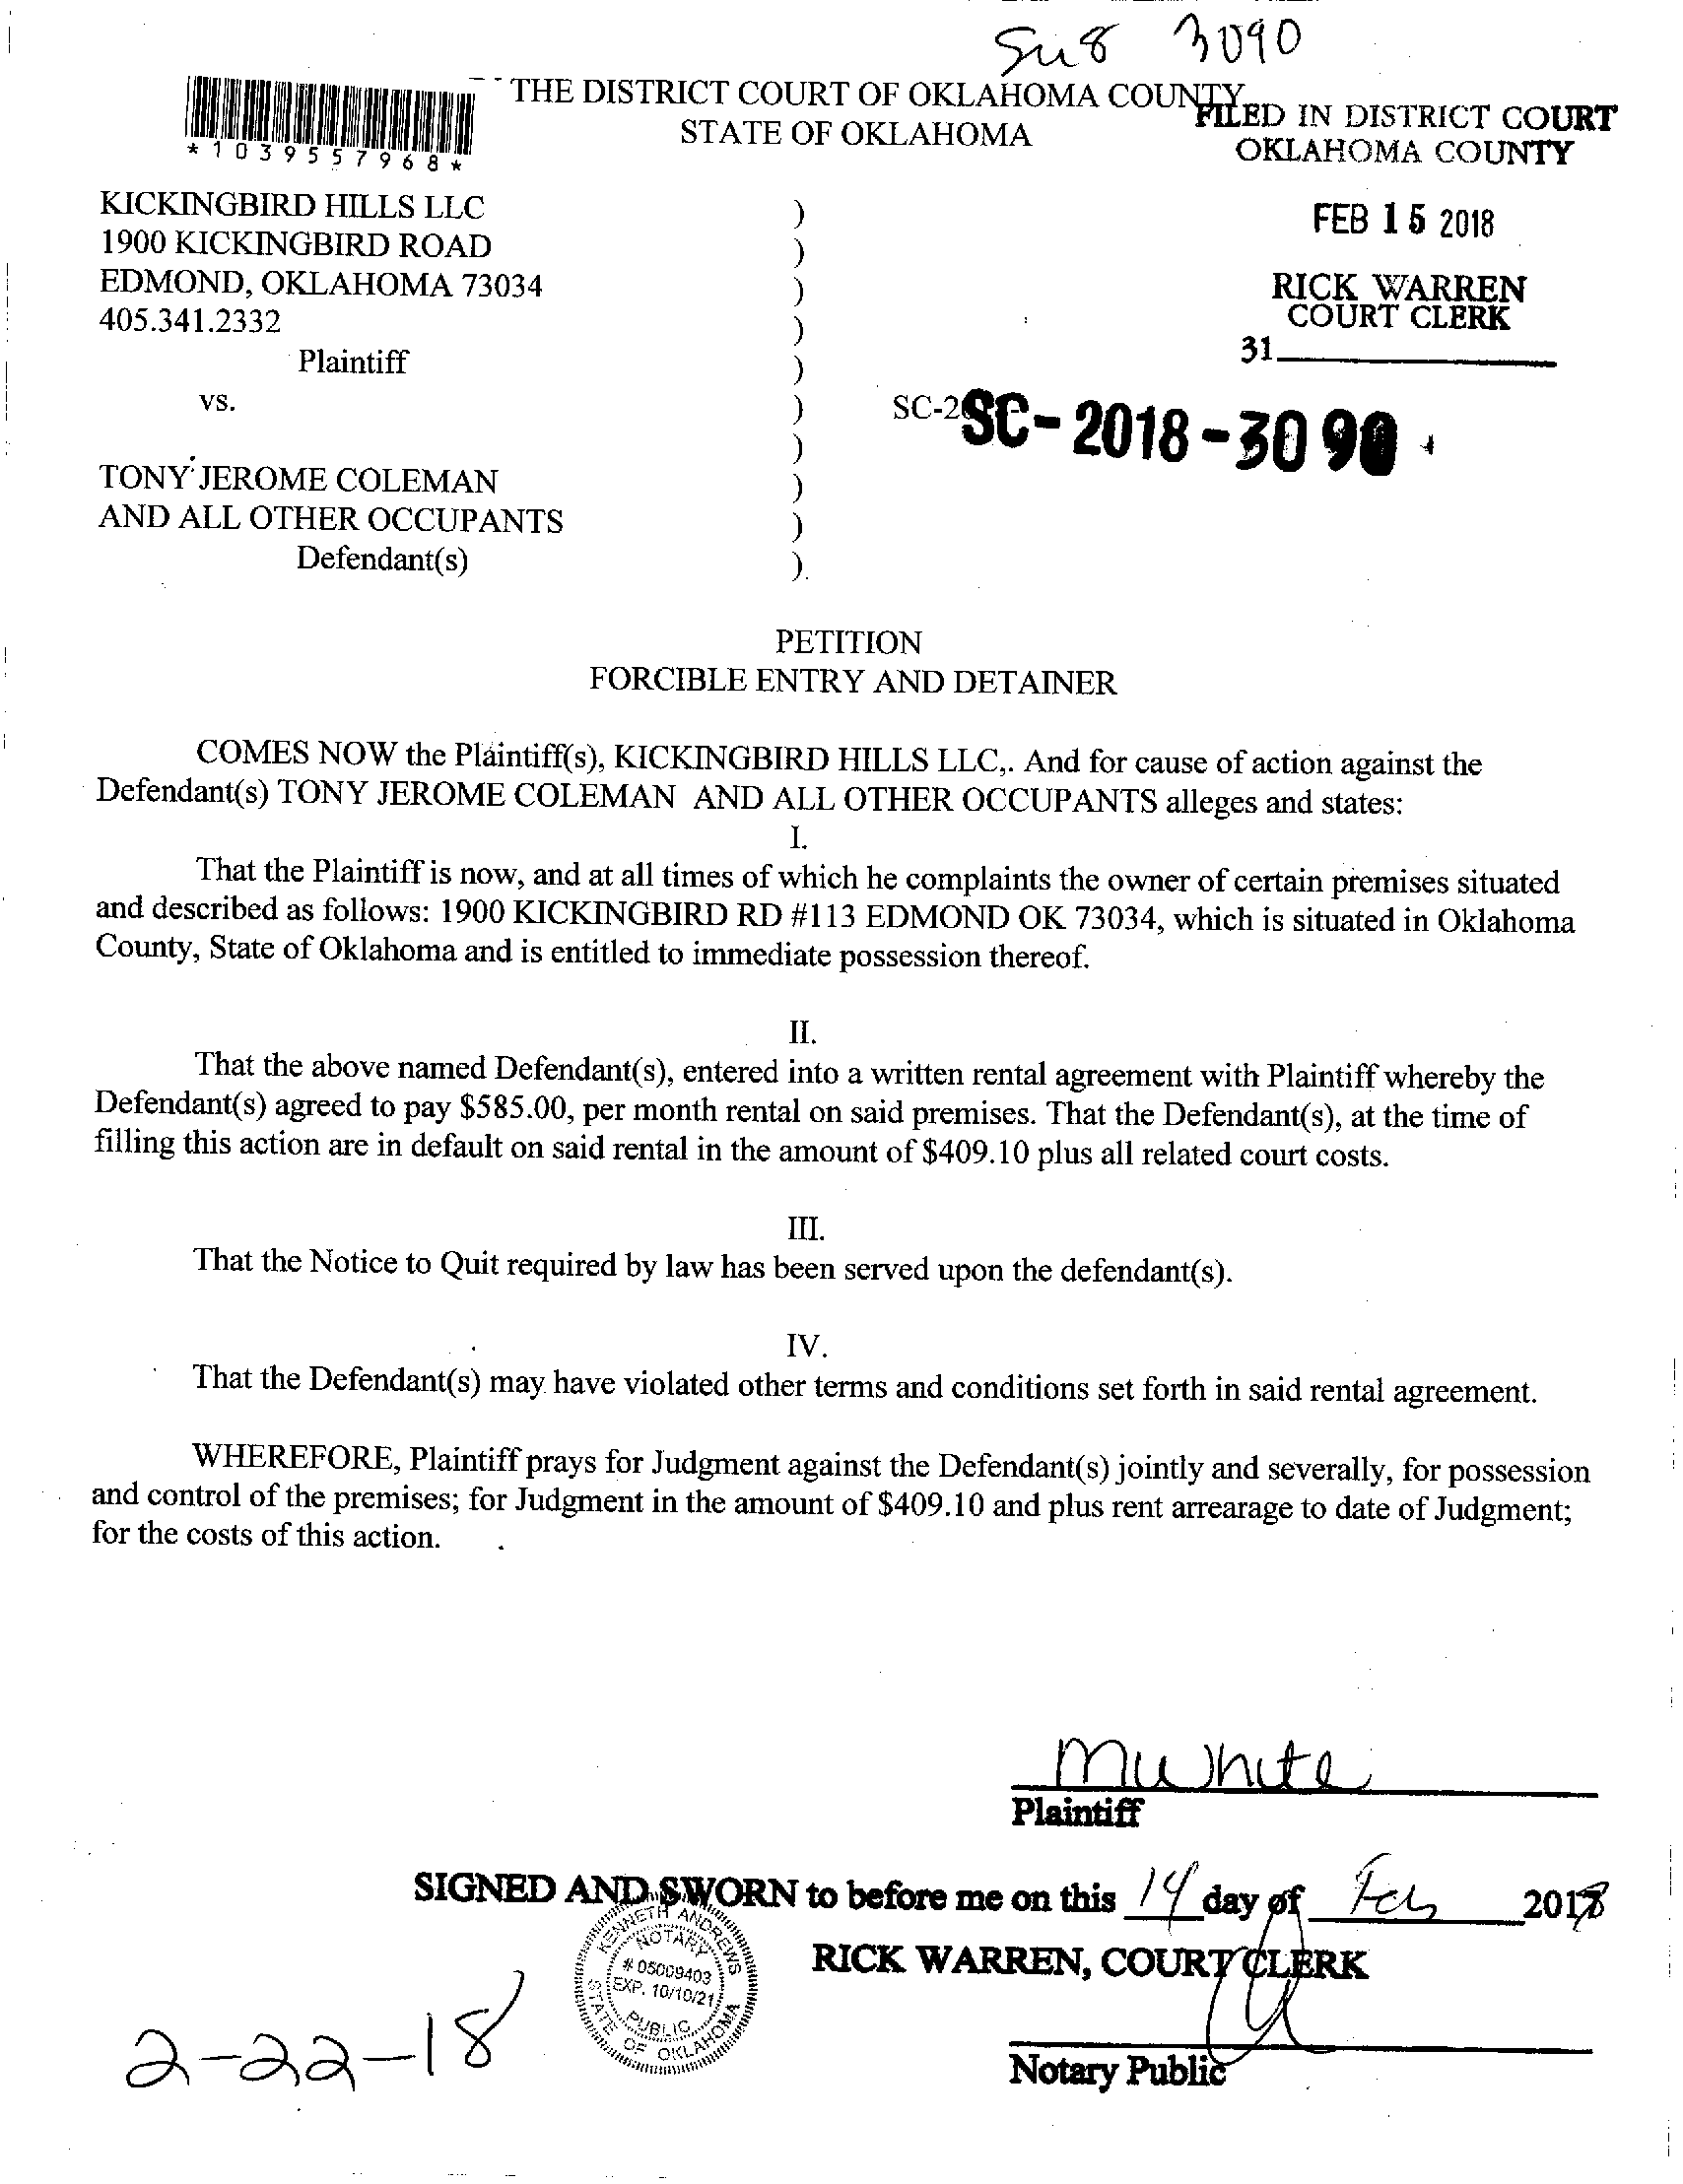 Su8 3090
THE DISTRICT COURT OF OKLAHOMA COUNTY
STATE OF OKLAHOMA
FILED IN DISTRICT COURT
OKLAHOMA COUNTY
*1039557968*
KICKINGBIRD HILLS LLC )
FEB 15 2018
1900 KICKINGBIRD ROAD )
EDMOND, OKLAHOMA 73034 )
RICK WARREN
COURT CLERK
405.341.2332 )
31
Plaintiff )
vs. )
SC-2
SC-2018-3090
)
TONY JEROME COLEMAN )
AND ALL OTHER OCCUPANTS )
Defendant(s) ).
PETITION
FORCIBLE ENTRY AND DETAINER
COMES NOW the Plaintiff(s), KICKINGBIRD HILLS LLC,. And for cause of action against the
Defendant(s) TONY JEROME COLEMAN AND ALL OTHER OCCUPANTS alleges and states:
I.
That the Plaintiff is now, and at all times of which he complaints the owner of certain premises situated
and described as follows: 1900 KICKINGBIRD RD #113 EDMOND OK 73034, which is situated in Oklahoma
County, State of Oklahoma and is entitled to immediate possession thereof.
II.
That the above named Defendant(s), entered into a written rental agreement with Plaintiff whereby the
Defendant(s) agreed to pay $585.00, per month rental on said premises. That the Defendant(s), at the time of
filling this action are in default on said rental in the amount of $409.10 plus all related court costs.
III.
That the Notice to Quit required by law has been served upon the defendant(s).
IV.
That the Defendant(s) may have violated other terms and conditions set forth in said rental agreement.
WHEREFORE, Plaintiff prays for Judgment against the Defendant(s) jointly and severally, for possession
and control of the premises; for Judgment in the amount of $409.10 and plus rent arrearage to date of Judgment;
for the costs of this action.
MWhite
Plaintiff
SIGNED AND SWORN to before me on this 14 day of Feb 2018
RICK WARREN, COURT CLERK
KENNETH ANDREWS
NOTARY
# 05009403
EXP. 10/10/21
PUBLIC
STATE OF OKLAHOMA
2-22-18
Notary Public